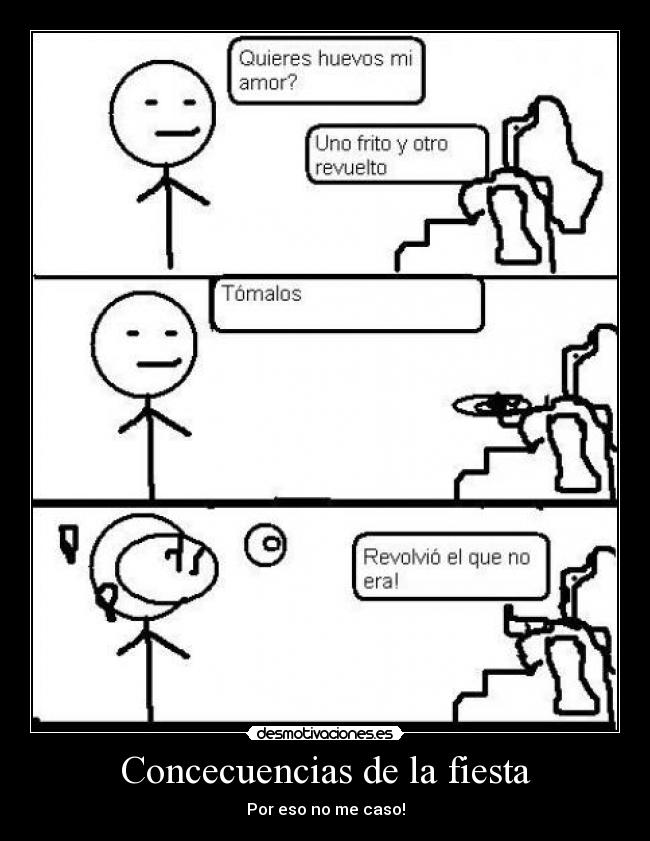 Quieres huevos mi
amor?
Uno frito y otro
revuelto
Tómalos
Revolvió el que no
era!
desmotivaciones.es
Concecuencias de la fiesta
Por eso no me caso!